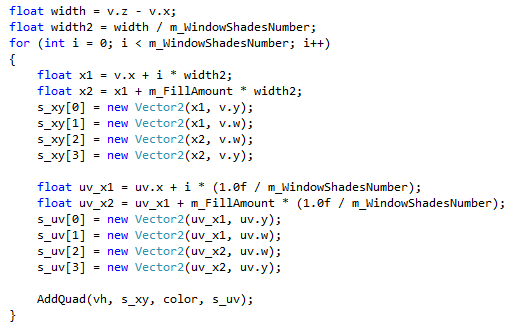 float width = v.z - v.x;
float width2 = width / m_WindowShadesNumber;
for (int i = 0; i < m_WindowShadesNumber; i++)
{
    float x1 = v.x + i * width2;
    float x2 = x1 + m_FillAmount * width2;
    s_xy[0] = new Vector2(x1, v.y);
    s_xy[1] = new Vector2(x1, v.w);
    s_xy[2] = new Vector2(x2, v.w);
    s_xy[3] = new Vector2(x2, v.y);

    float uv_x1 = uv.x + i * (1.0f / m_WindowShadesNumber);
    float uv_x2 = uv_x1 + m_FillAmount * (1.0f / m_WindowShadesNumber);
    s_uv[0] = new Vector2(uv_x1, uv.y);
    s_uv[1] = new Vector2(uv_x1, uv.w);
    s_uv[2] = new Vector2(uv_x2, uv.w);
    s_uv[3] = new Vector2(uv_x2, uv.y);

    AddQuad(vh, s_xy, color, s_uv);
}